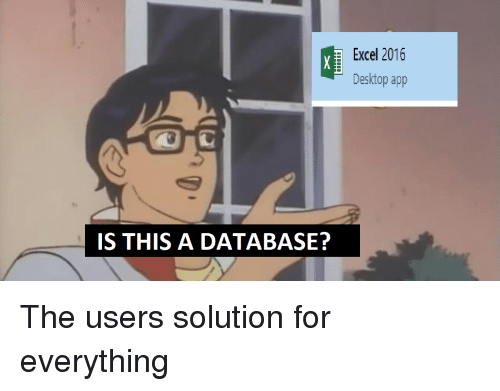 Excel 2016
Desktop app
IS THIS A DATABASE?
The users solution for
everything